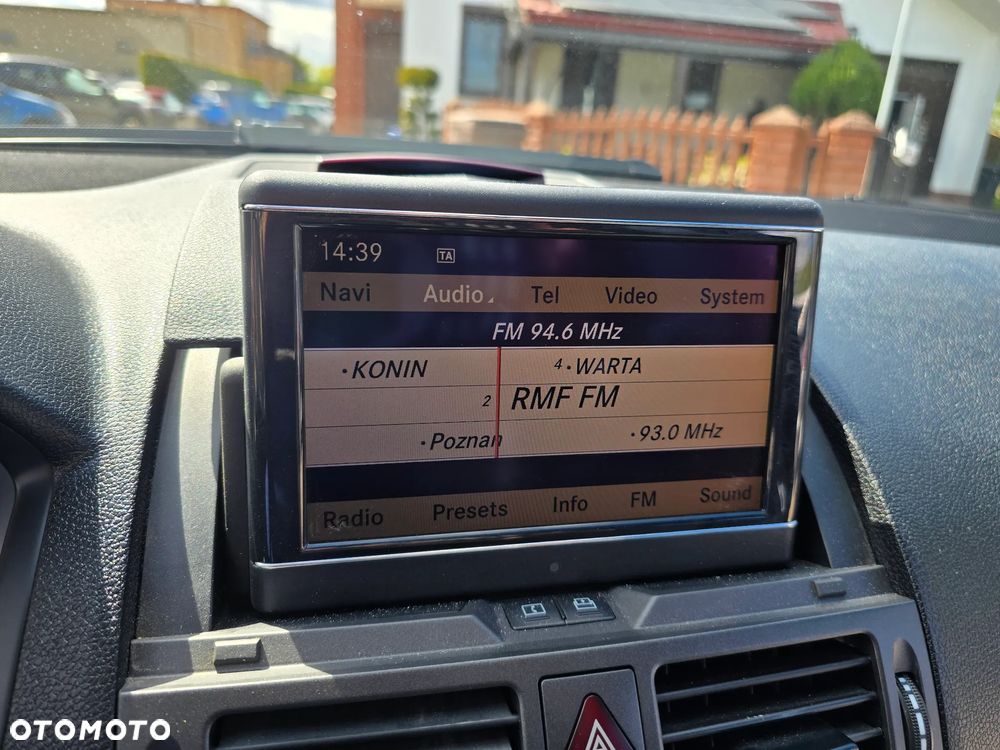 14:39 TA
Navi Audio Tel Video System
FM 94.6 MHz
·KONIN 4·WARTA
2 RMF FM
·Poznan ·93.0 MHz
Radio Presets Info FM Sound
OTOMOTO